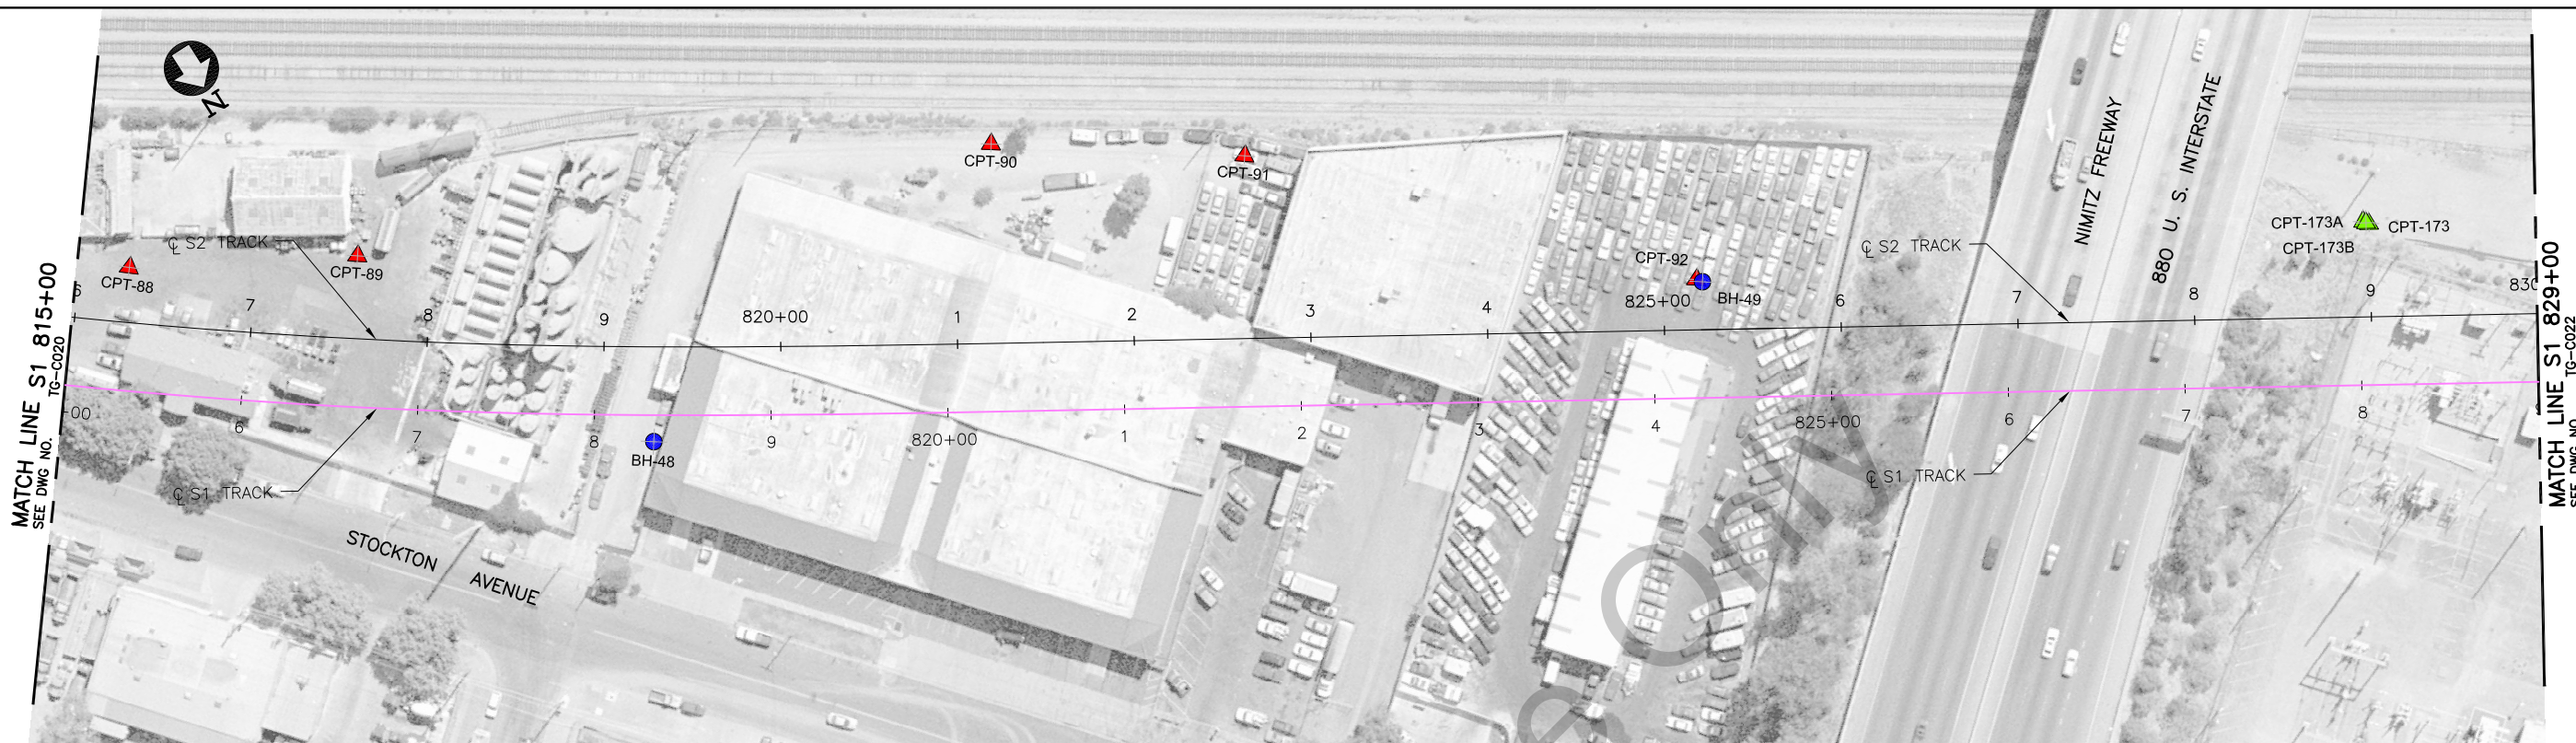 N
MATCH LINE S1 815+00
SEE DWG NO. TG-C020
CPT-88
CPT-89
CPT-90
CPT-91
CPT-92
BH-49
BH-48
CPT-173A
CPT-173
CPT-173B
℄ S2 TRACK
℄ S2 TRACK
6 7 8 9 820+00 1 2 3 4 825+00 6 7 8 9 830
+00 6 7 8 9 820+00 1 2 3 4 825+00 6 7 8
℄ S1 TRACK
℄ S1 TRACK
STOCKTON AVENUE
NIMITZ FREEWAY
880 U. S. INTERSTATE
MATCH LINE S1 829+00
SEE DWG NO. TG-C022
Only